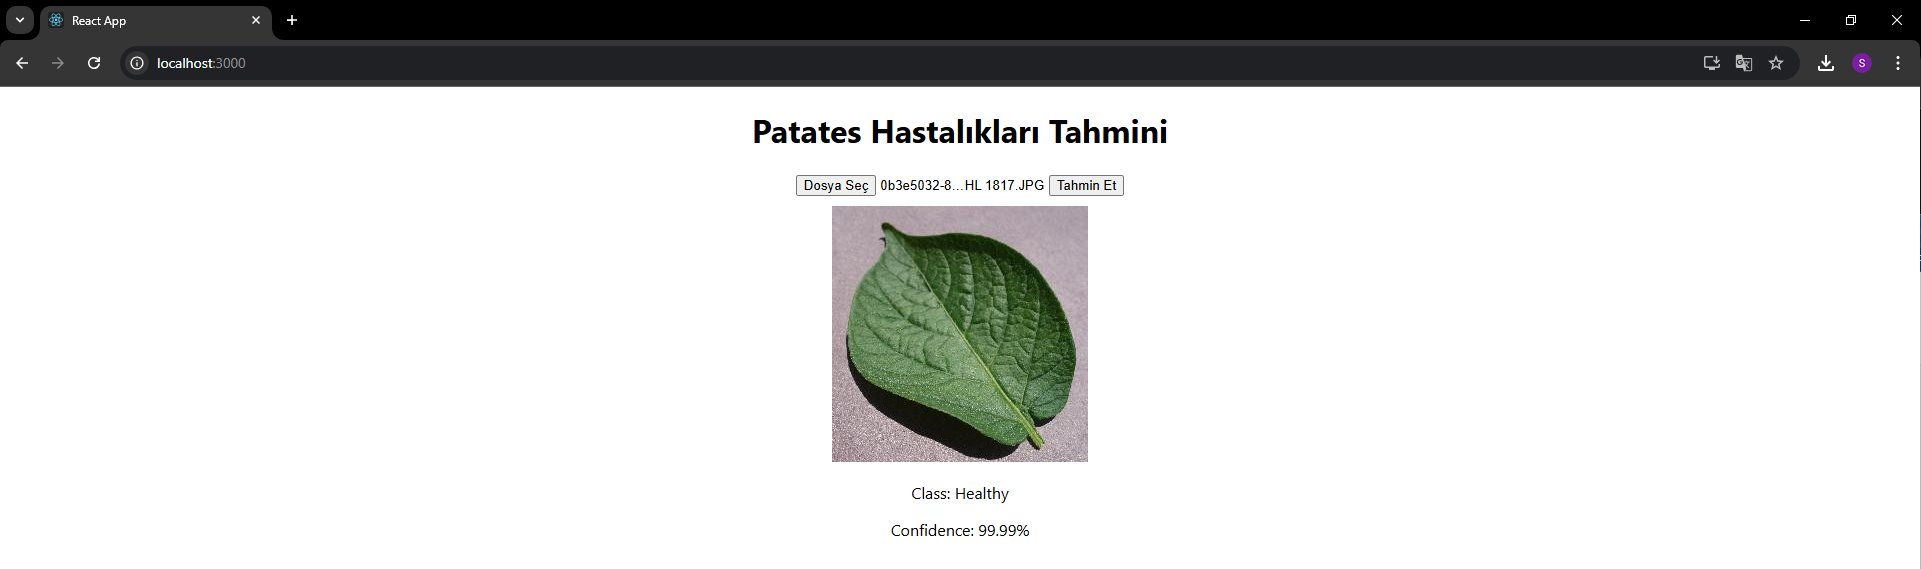 React App
localhost:3000
S
Patates Hastalıkları Tahmini
Dosya Seç 0b3e5032-8...HL 1817.JPG Tahmin Et
Class: Healthy
Confidence: 99.99%